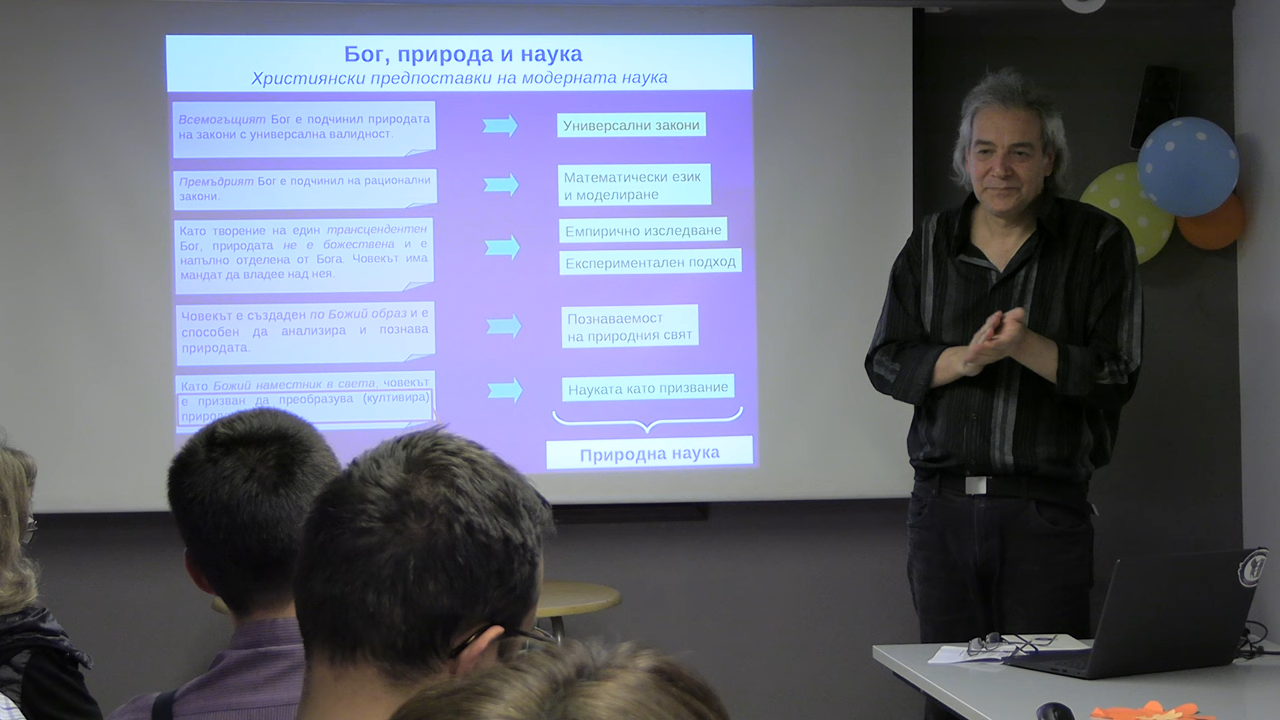 Бог, природа и наука
Християнски предпоставки на модерната наука
Всемогъщият Бог е подчинил природата
на закони с универсална валидност.
Универсални закони
Премъдрият Бог е подчинил на рационални
закони.
Математически език
и моделиране
Като творение на един трансцендентен
Бог, природата не е божествена и е
напълно отделена от Бога. Човекът има
мандат да владее над нея.
Емпирично изследване
Експериментален подход
Човекът е създаден по Божий образ и е
способен да анализира и познава
природата.
Познаваемост
на природния свят
Като Божий наместник в света, човекът
е призван да преобразува (култивира)
Науката като призвание
Природна наука